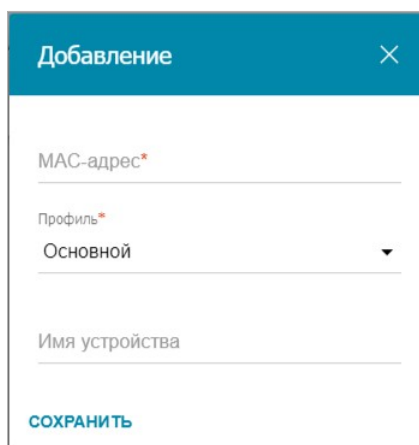 Добавление
MAC-адрес*
Профиль*
Основной
Имя устройства
СОХРАНИТЬ